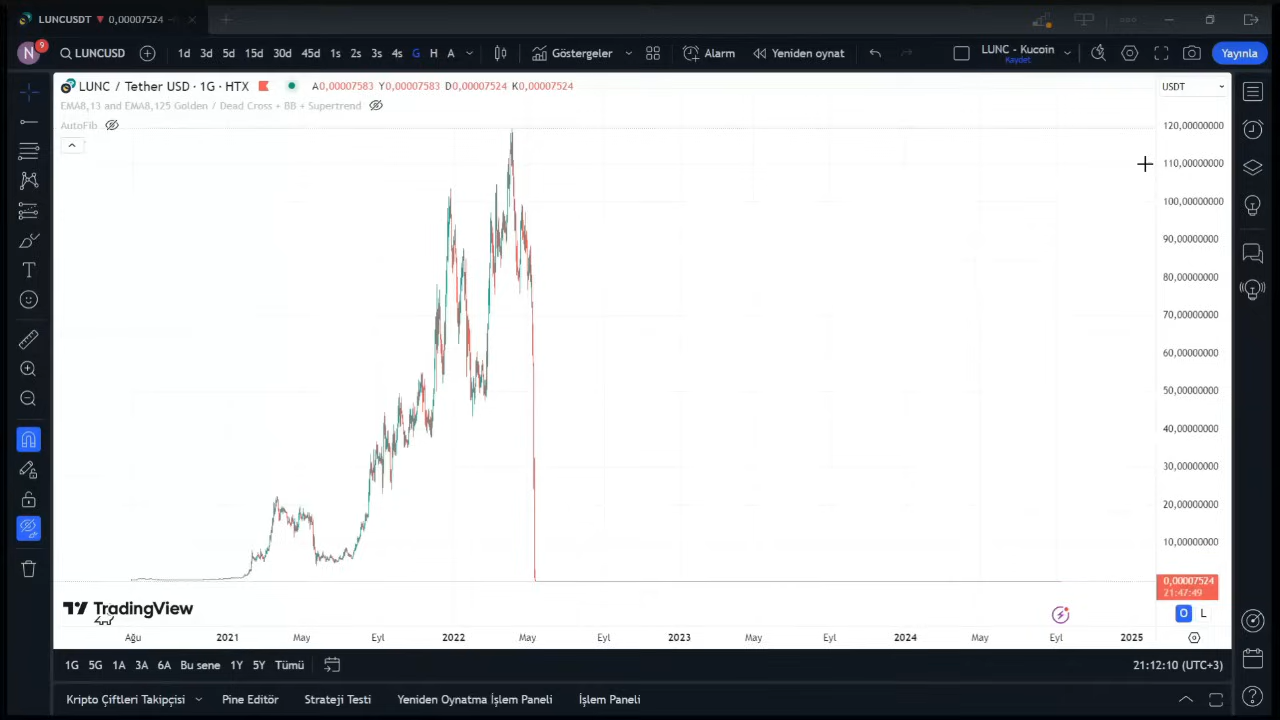 LUNCUSDT ▼ 0,00007524
N 9 LUNCUSD 1d 3d 5d 15d 30d 45d 1s 2s 3s 4s G H A Göstergeler Alarm Yeniden oynat LUNC - Kucoin Kaydet Yayınla
LUNC / Tether USD · 1G · HTX A0,00007583 Y0,00007583 D0,00007524 K0,00007524
USDT
EMA8,13 and EMA8,125 Golden / Dead Cross + BB + Supertrend
AutoFib
120,00000000
110,00000000
100,00000000
90,00000000
80,00000000
70,00000000
60,00000000
50,00000000
40,00000000
30,00000000
20,00000000
10,00000000
0,00007524
21:47:49
TradingView
O L
Ağu 2021 May Eyl 2022 May Eyl 2023 May Eyl 2024 May Eyl 2025
1G 5G 1A 3A 6A Bu sene 1Y 5Y Tümü 21:12:10 (UTC+3)
Kripto Çiftleri Takipçisi Pine Editör Strateji Testi Yeniden Oynatma İşlem Paneli İşlem Paneli